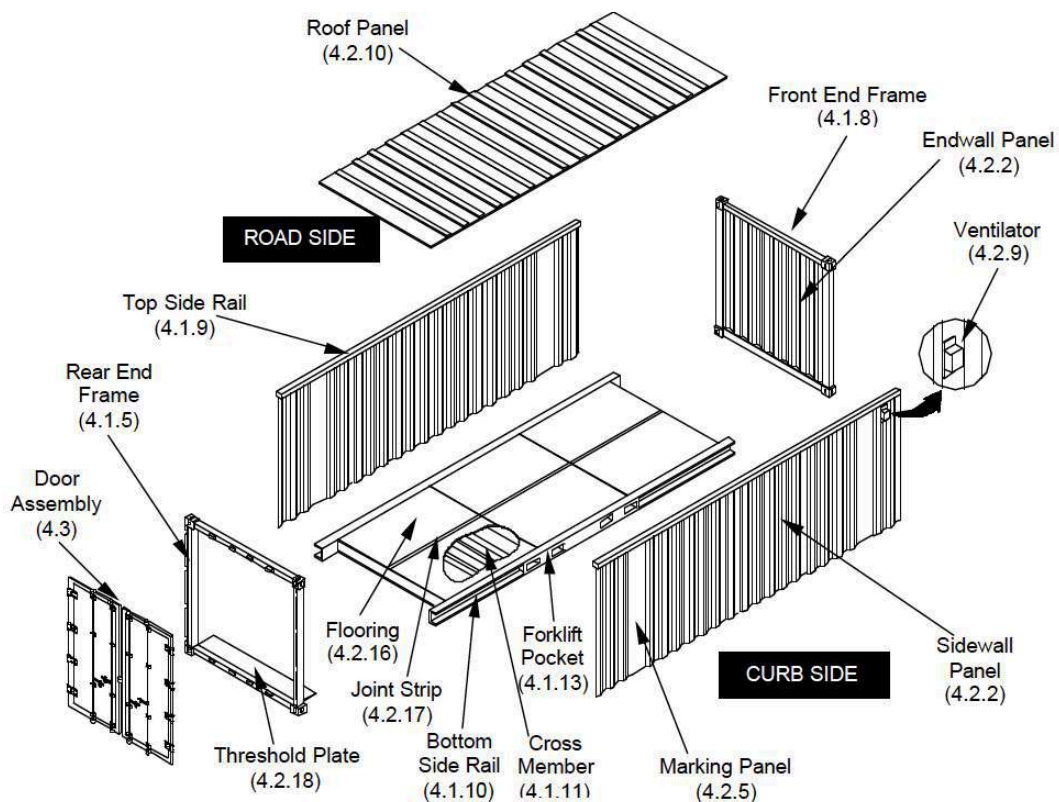 Roof Panel
(4.2.10)
Front End Frame
(4.1.8)
Endwall Panel
(4.2.2)
Ventilator
(4.2.9)
ROAD SIDE
Top Side Rail
(4.1.9)
Rear End
Frame
(4.1.5)
Door
Assembly
(4.3)
Flooring
(4.2.16)
Joint Strip
(4.2.17)
Threshold Plate
(4.2.18)
Bottom
Side Rail
(4.1.10)
Cross
Member
(4.1.11)
Forklift
Pocket
(4.1.13)
CURB SIDE
Sidewall
Panel
(4.2.2)
Marking Panel
(4.2.5)